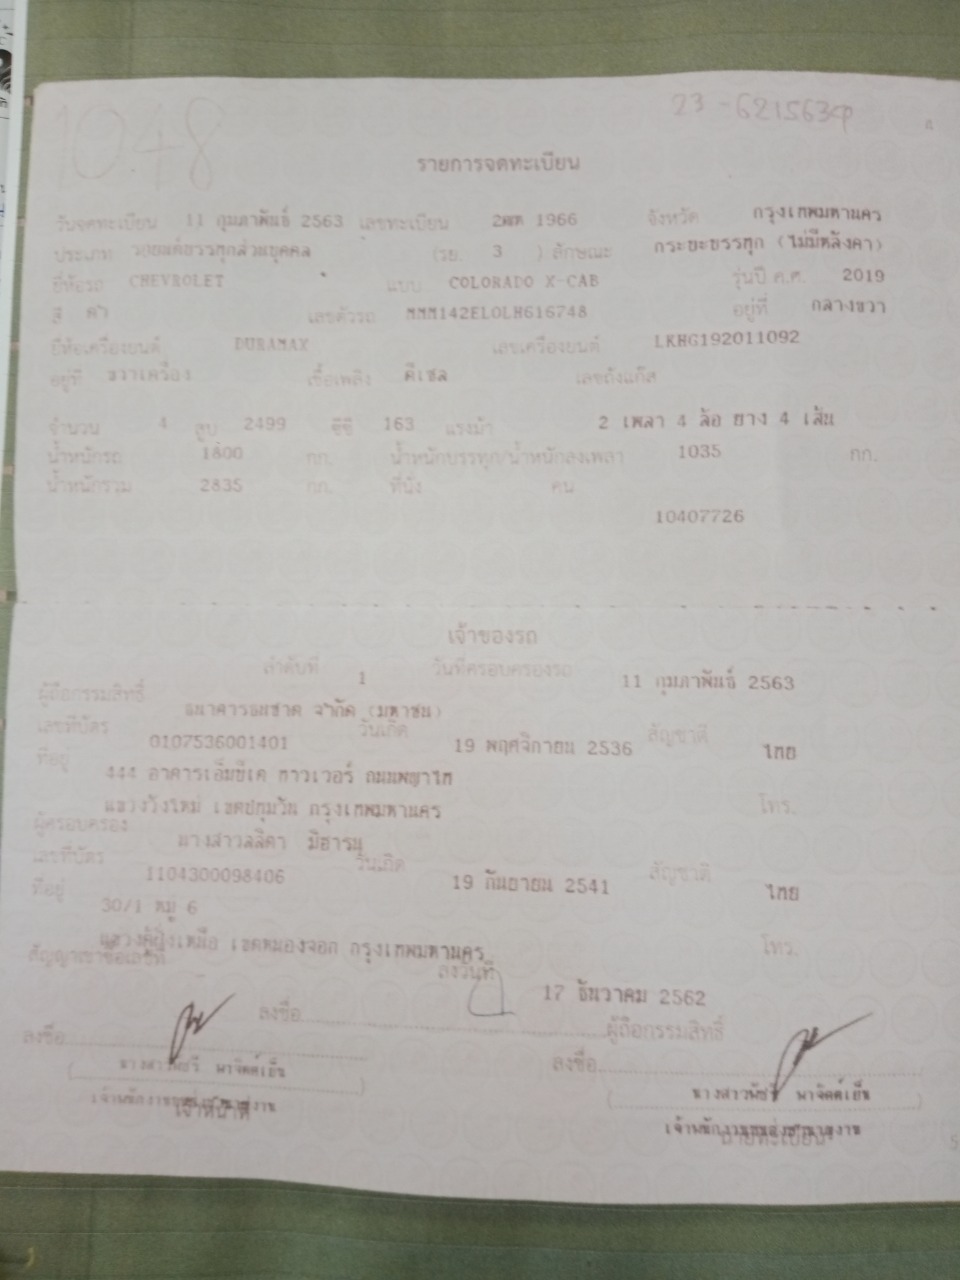 1048
23-6215634
รายการจดทะเบียน
วันจดทะเบียน 11 กุมภาพันธ์ 2563 เลขทะเบียน 1966 จังหวัด กรุงเทพมหานคร
ประเภท รถยนต์บรรทุกส่วนบุคคล (รย. 3 ) ลักษณะ กระบะบรรทุก (ไม่มีหลังคา)
ยี่ห้อรถ CHEVROLET แบบ COLORADO X-CAB รุ่นปี ค.ศ. 2019
สี ดำ เลขตัวรถ MMM142ELOLH616748 อยู่ที่ กลางขวา
ยี่ห้อเครื่องยนต์ DURAMAX เลขเครื่องยนต์ LKHG192011092
อยู่ที่ ขวาเครื่อง เชื้อเพลิง ดีเซล เลขถังแก๊ส
จำนวน 4 สูบ 2499 ซีซี 163 แรงม้า 2 เพลา 4 ล้อ ยาง 4 เส้น
น้ำหนักรถ 1800 กก. น้ำหนักบรรทุก/น้ำหนักลงเพลา 1035 กก.
น้ำหนักรวม 2835 กก. ที่นั่ง คน
10407726
เจ้าของรถ
ลำดับที่ 1 วันที่ครอบครองรถ 11 กุมภาพันธ์ 2563
ผู้ถือกรรมสิทธิ์ ธนาคารธนชาต จำกัด (มหาชน)
เลขที่บัตร 0107536001401 วันเกิด 19 พฤศจิกายน 2536 สัญชาติ ไทย
ที่อยู่ 444 อาคารเอ็มบีเค ทาวเวอร์ ถนนพญาไท
แขวงวังใหม่ เขตปทุมวัน กรุงเทพมหานคร โทร.
ผู้ครอบครอง นางสาวลลิตา
เลขที่บัตร 1104300098406 วันเกิด 19 กันยายน 2541 สัญชาติ ไทย
ที่อยู่ 30/1 หมู่ 6
แขวงคู้ฝั่งเหนือ เขตหนองจอก กรุงเทพมหานคร โทร.
สัญญาเช่าซื้อเลขที่ ลงวันที่ 17 ธันวาคม 2562
ลงชื่อ ผู้ถือกรรมสิทธิ์
ลงชื่อ ลงชื่อ
เจ้าหน้าที่ นายทะเบียน